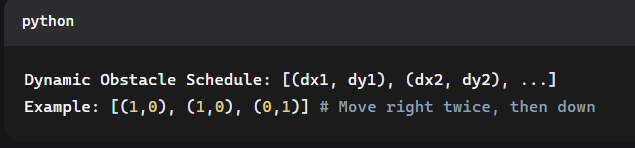 python
Dynamic Obstacle Schedule: [(dx1, dy1), (dx2, dy2), ...]
Example: [(1,0), (1,0), (0,1)] # Move right twice, then down